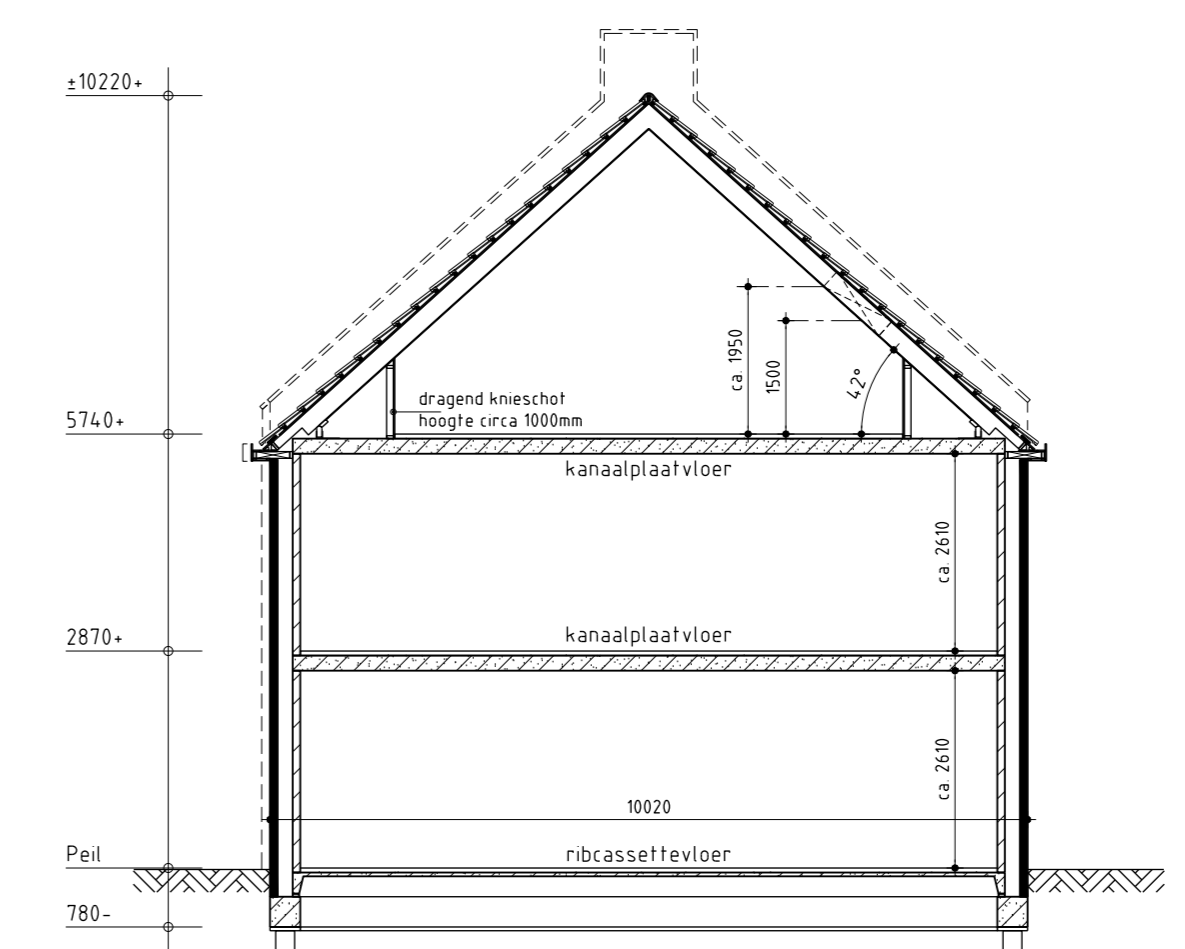 ±10220+
ca. 1950
1500
42°
dragend knieschot
hoogte circa 1000mm
5740+
kanaalplaatvloer
ca. 2610
kanaalplaatvloer
2870+
ca. 2610
10020
Peil
ribcassettevloer
780-